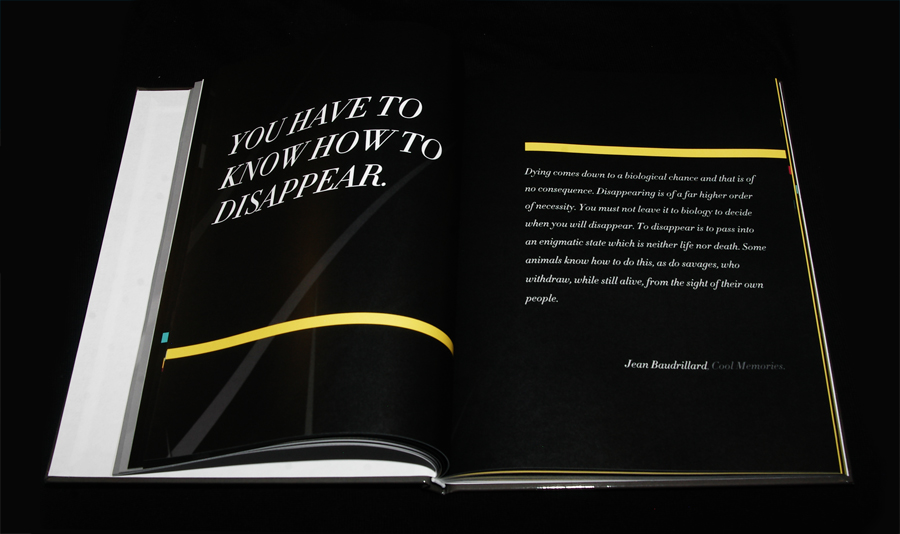 YOU HAVE TO
KNOW HOW TO
DISAPPEAR.
Dying comes down to a biological chance and that is of
no consequence. Disappearing is of a far higher order
of necessity. You must not leave it to biology to decide
when you will disappear. To disappear is to pass into
an enigmatic state which is neither life nor death. Some
animals know how to do this, as do savages, who
withdraw, while still alive, from the sight of their own
people.
Jean Baudrillard. Cool Memories.